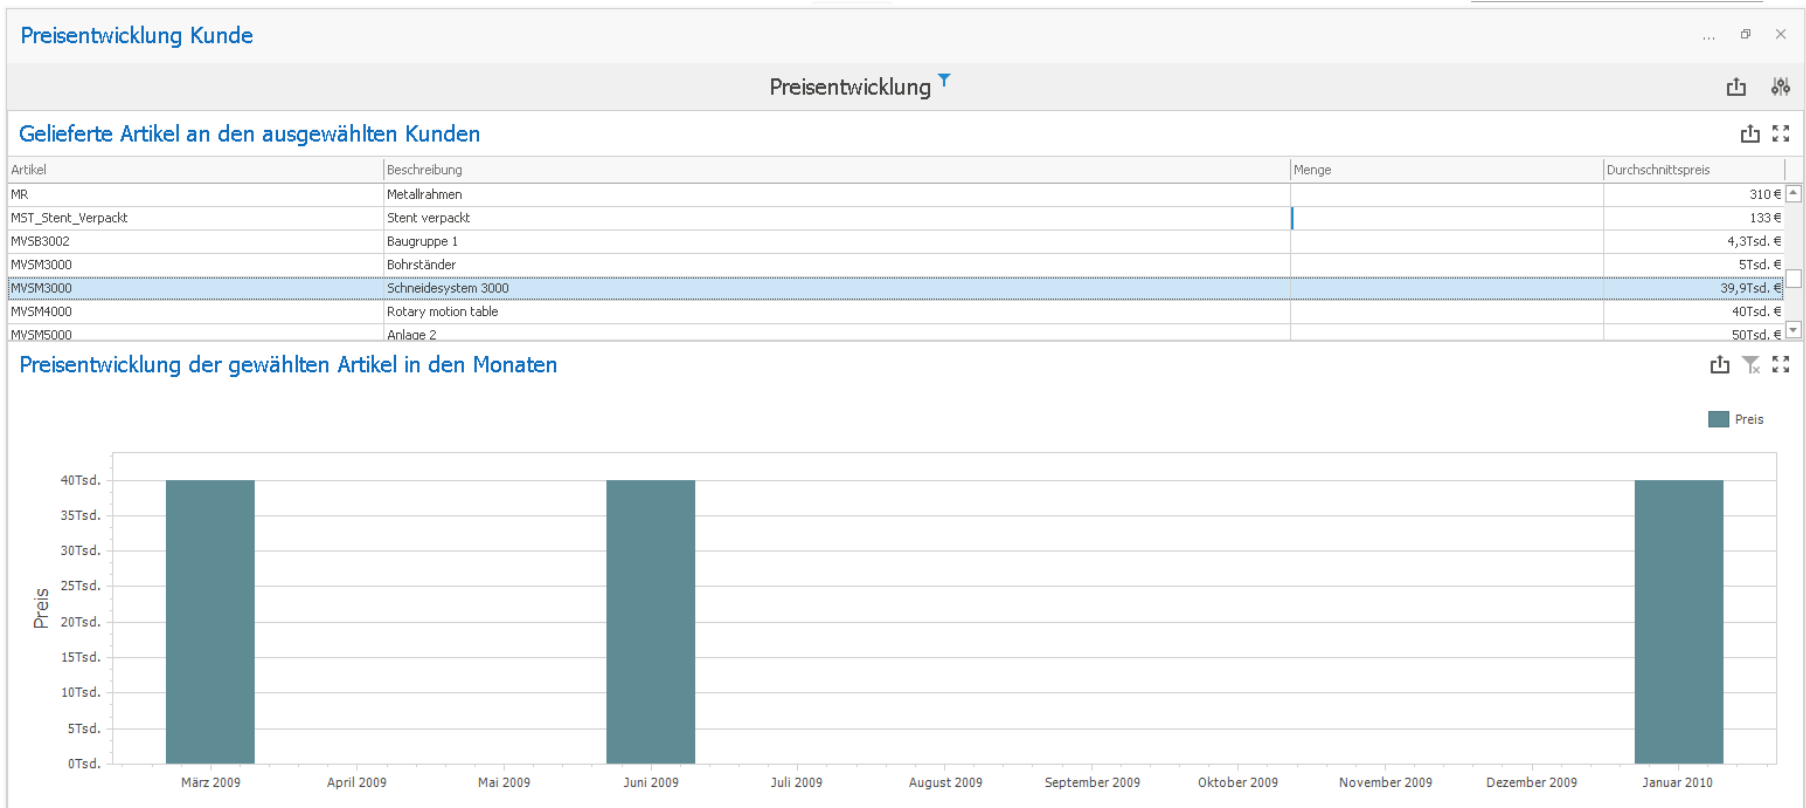 Preisentwicklung Kunde
...
Preisentwicklung
Gelieferte Artikel an den ausgewählten Kunden
Artikel Beschreibung Menge Durchschnittspreis
MR Metallrahmen 310 €
MST_Stent_Verpackt Stent verpackt 133 €
MVSB3002 Baugruppe 1 4,3Tsd. €
MVSM3000 Bohrständer 5Tsd. €
MVSM3000 Schneidesystem 3000 39,9Tsd. €
MVSM4000 Rotary motion table 40Tsd. €
MVSM5000 Anlage 2 50Tsd. €
Preisentwicklung der gewählten Artikel in den Monaten
Preis
Preis
40Tsd.
35Tsd.
30Tsd.
25Tsd.
20Tsd.
15Tsd.
10Tsd.
5Tsd.
0Tsd.
März 2009 April 2009 Mai 2009 Juni 2009 Juli 2009 August 2009 September 2009 Oktober 2009 November 2009 Dezember 2009 Januar 2010